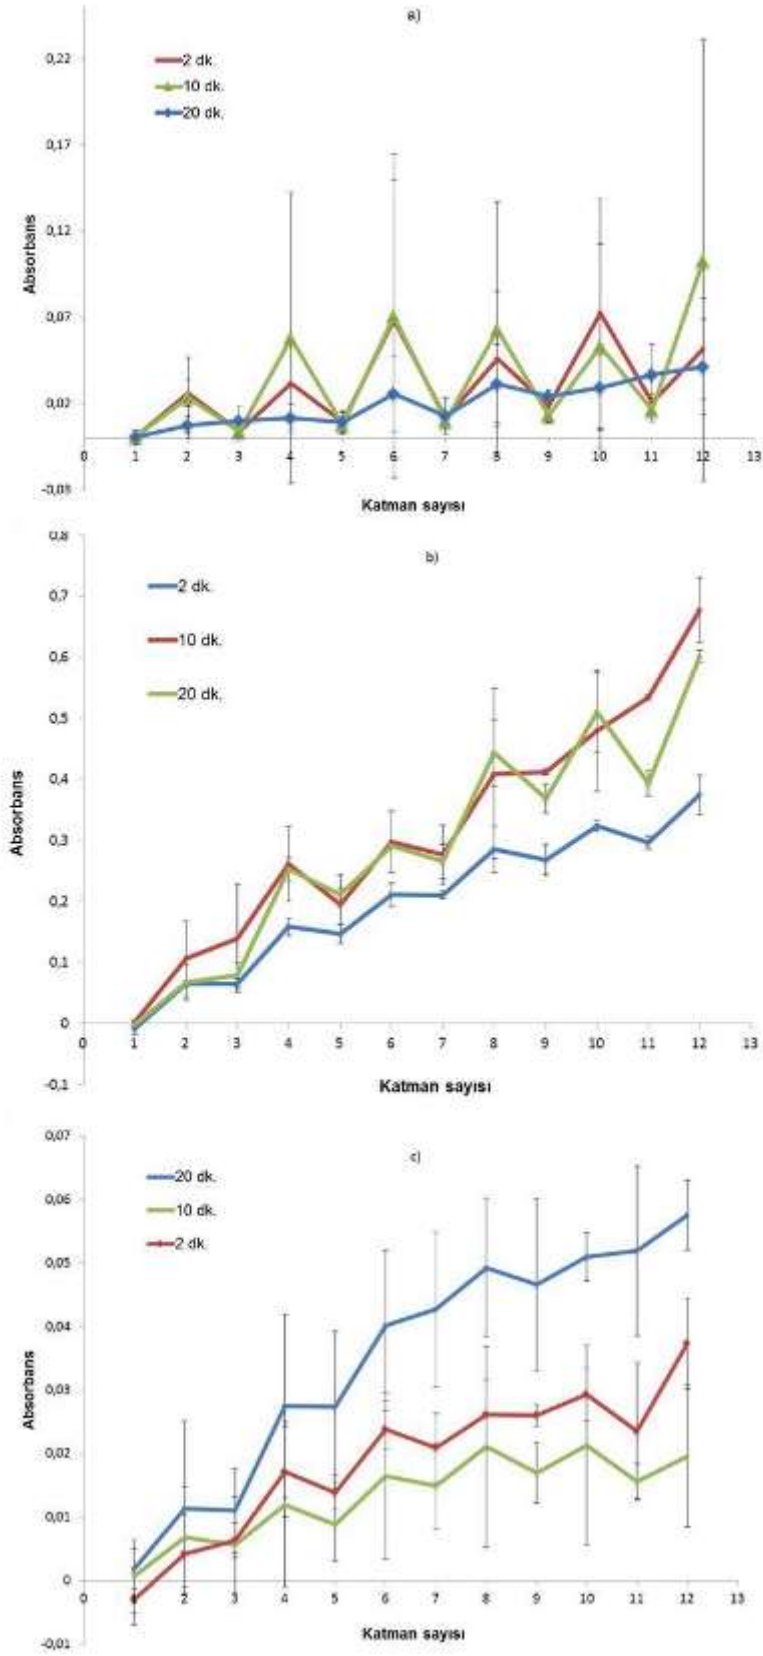 a)
0,22
0,17
0,12
0,07
0,02
-0,03
2 dk.
10 dk.
20 dk.
Absorbans
0 1 2 3 4 5 6 7 8 9 10 11 12 13
Katman sayısı
b)
0,8
0,7
0,6
0,5
0,4
0,3
0,2
0,1
0
-0,1
2 dk.
10 dk.
20 dk.
Absorbans
0 1 2 3 4 5 6 7 8 9 10 11 12 13
Katman sayısı
c)
0,07
0,06
0,05
0,04
0,03
0,02
0,01
0
-0,01
20 dk.
10 dk.
2 dk.
Absorbans
0 1 2 3 4 5 6 7 8 9 10 11 12 13
Katman sayısı